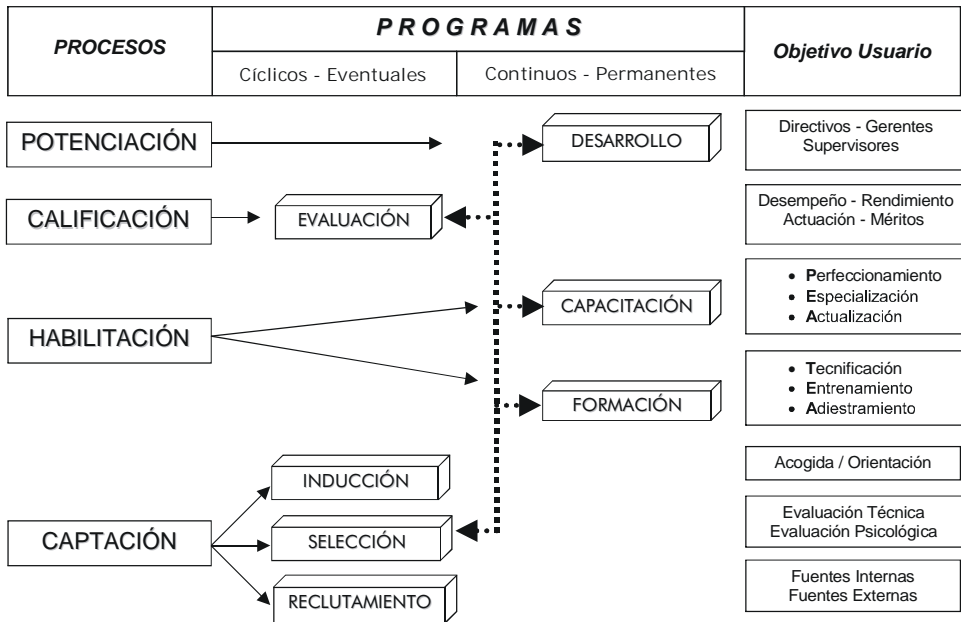 PROCESOS
PROGRAMAS
Cíclicos - Eventuales
Continuos - Permanentes
Objetivo Usuario
POTENCIACIÓN
DESARROLLO
Directivos - Gerentes
Supervisores
CALIFICACIÓN
EVALUACIÓN
Desempeño - Rendimiento
Actuación - Méritos
HABILITACIÓN
CAPACITACIÓN
• Perfeccionamiento
• Especialización
• Actualización
FORMACIÓN
• Tecnificación
• Entrenamiento
• Adiestramiento
CAPTACIÓN
INDUCCIÓN
Acogida / Orientación
SELECCIÓN
Evaluación Técnica
Evaluación Psicológica
RECLUTAMIENTO
Fuentes Internas
Fuentes Externas